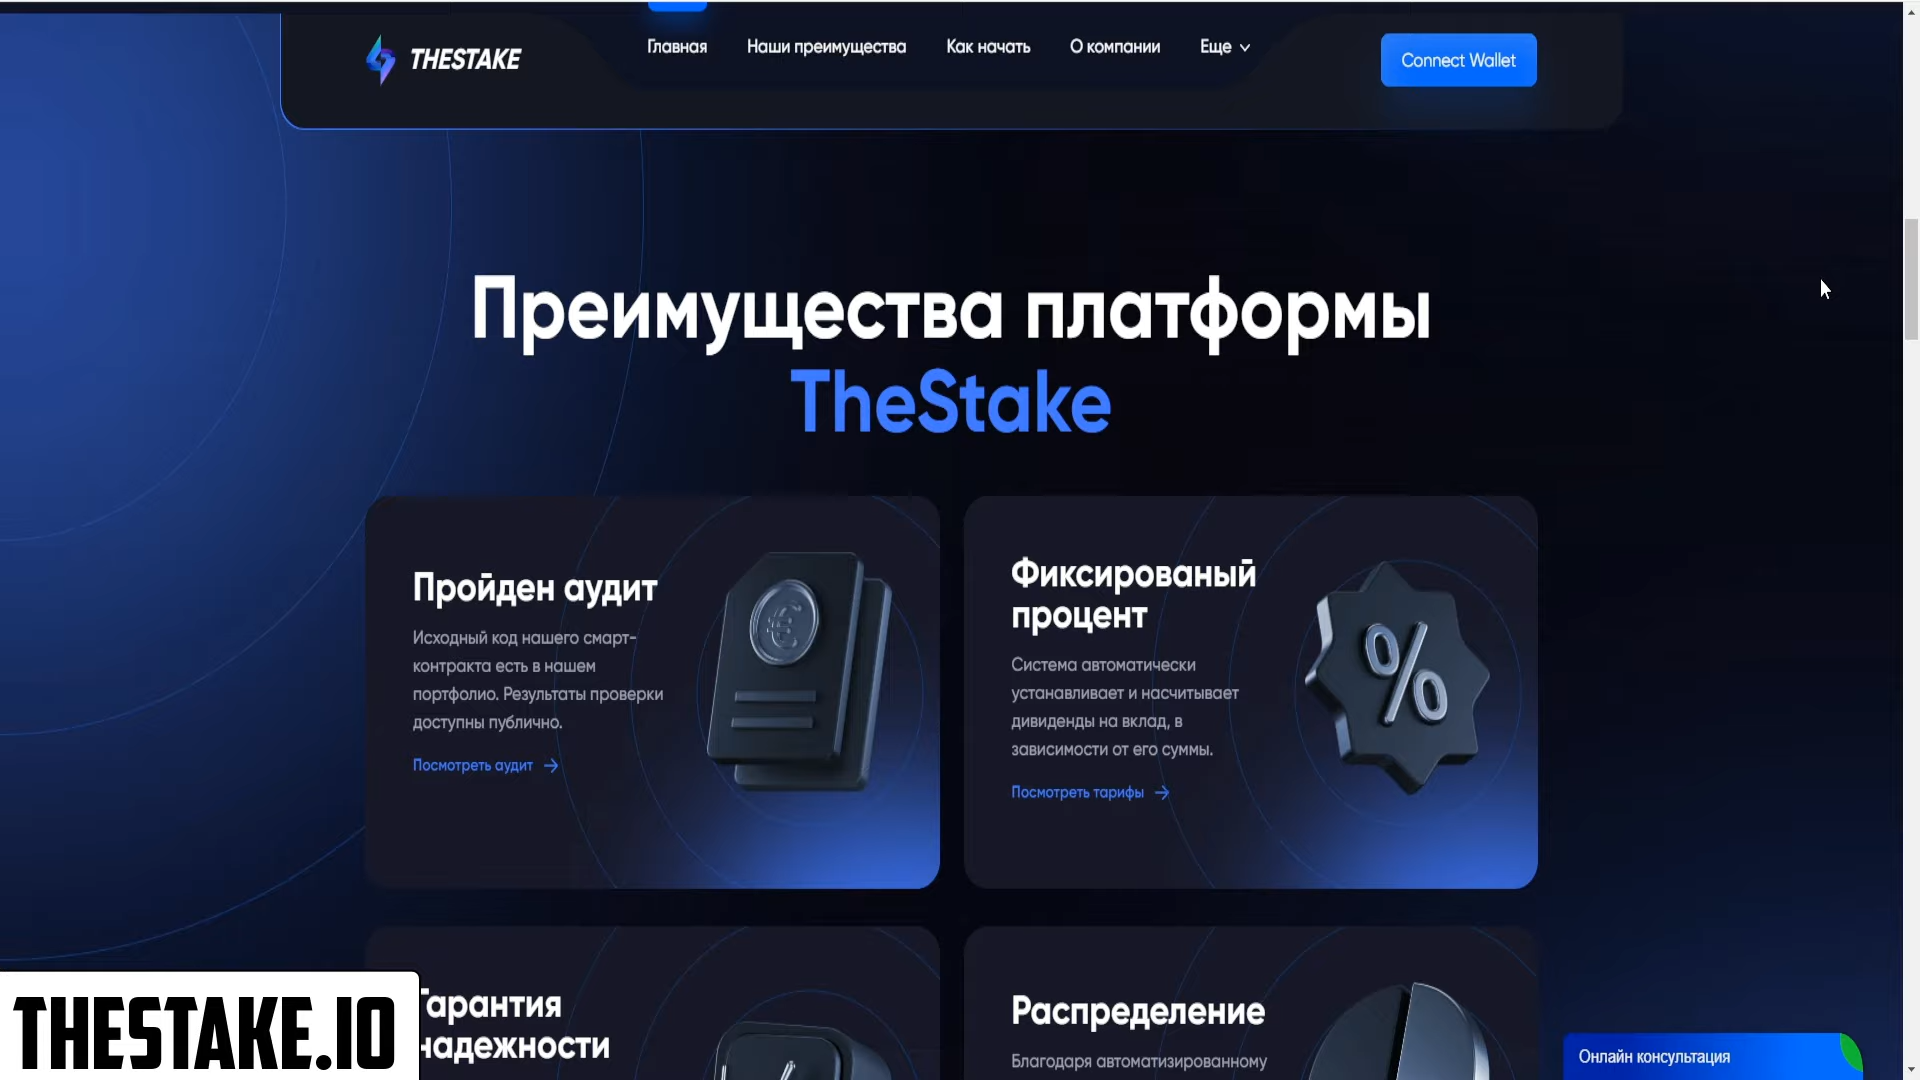 THESTAKE
Главная
Наши преимущества
Как начать
О компании
Еще
Connect Wallet
Преимущества платформы
TheStake
Пройден аудит
Исходный код нашего смарт-
контракта есть в нашем
портфолио. Результаты проверки
доступны публично.
Посмотреть аудит
Фиксированый
процент
Система автоматически
устанавливает и насчитывает
дивиденды на вклад, в
зависимости от его суммы.
Посмотреть тарифы
Гарантия
надежности
Распределение
Благодаря автоматизированному
Онлайн консультация
THESTAKE.IO